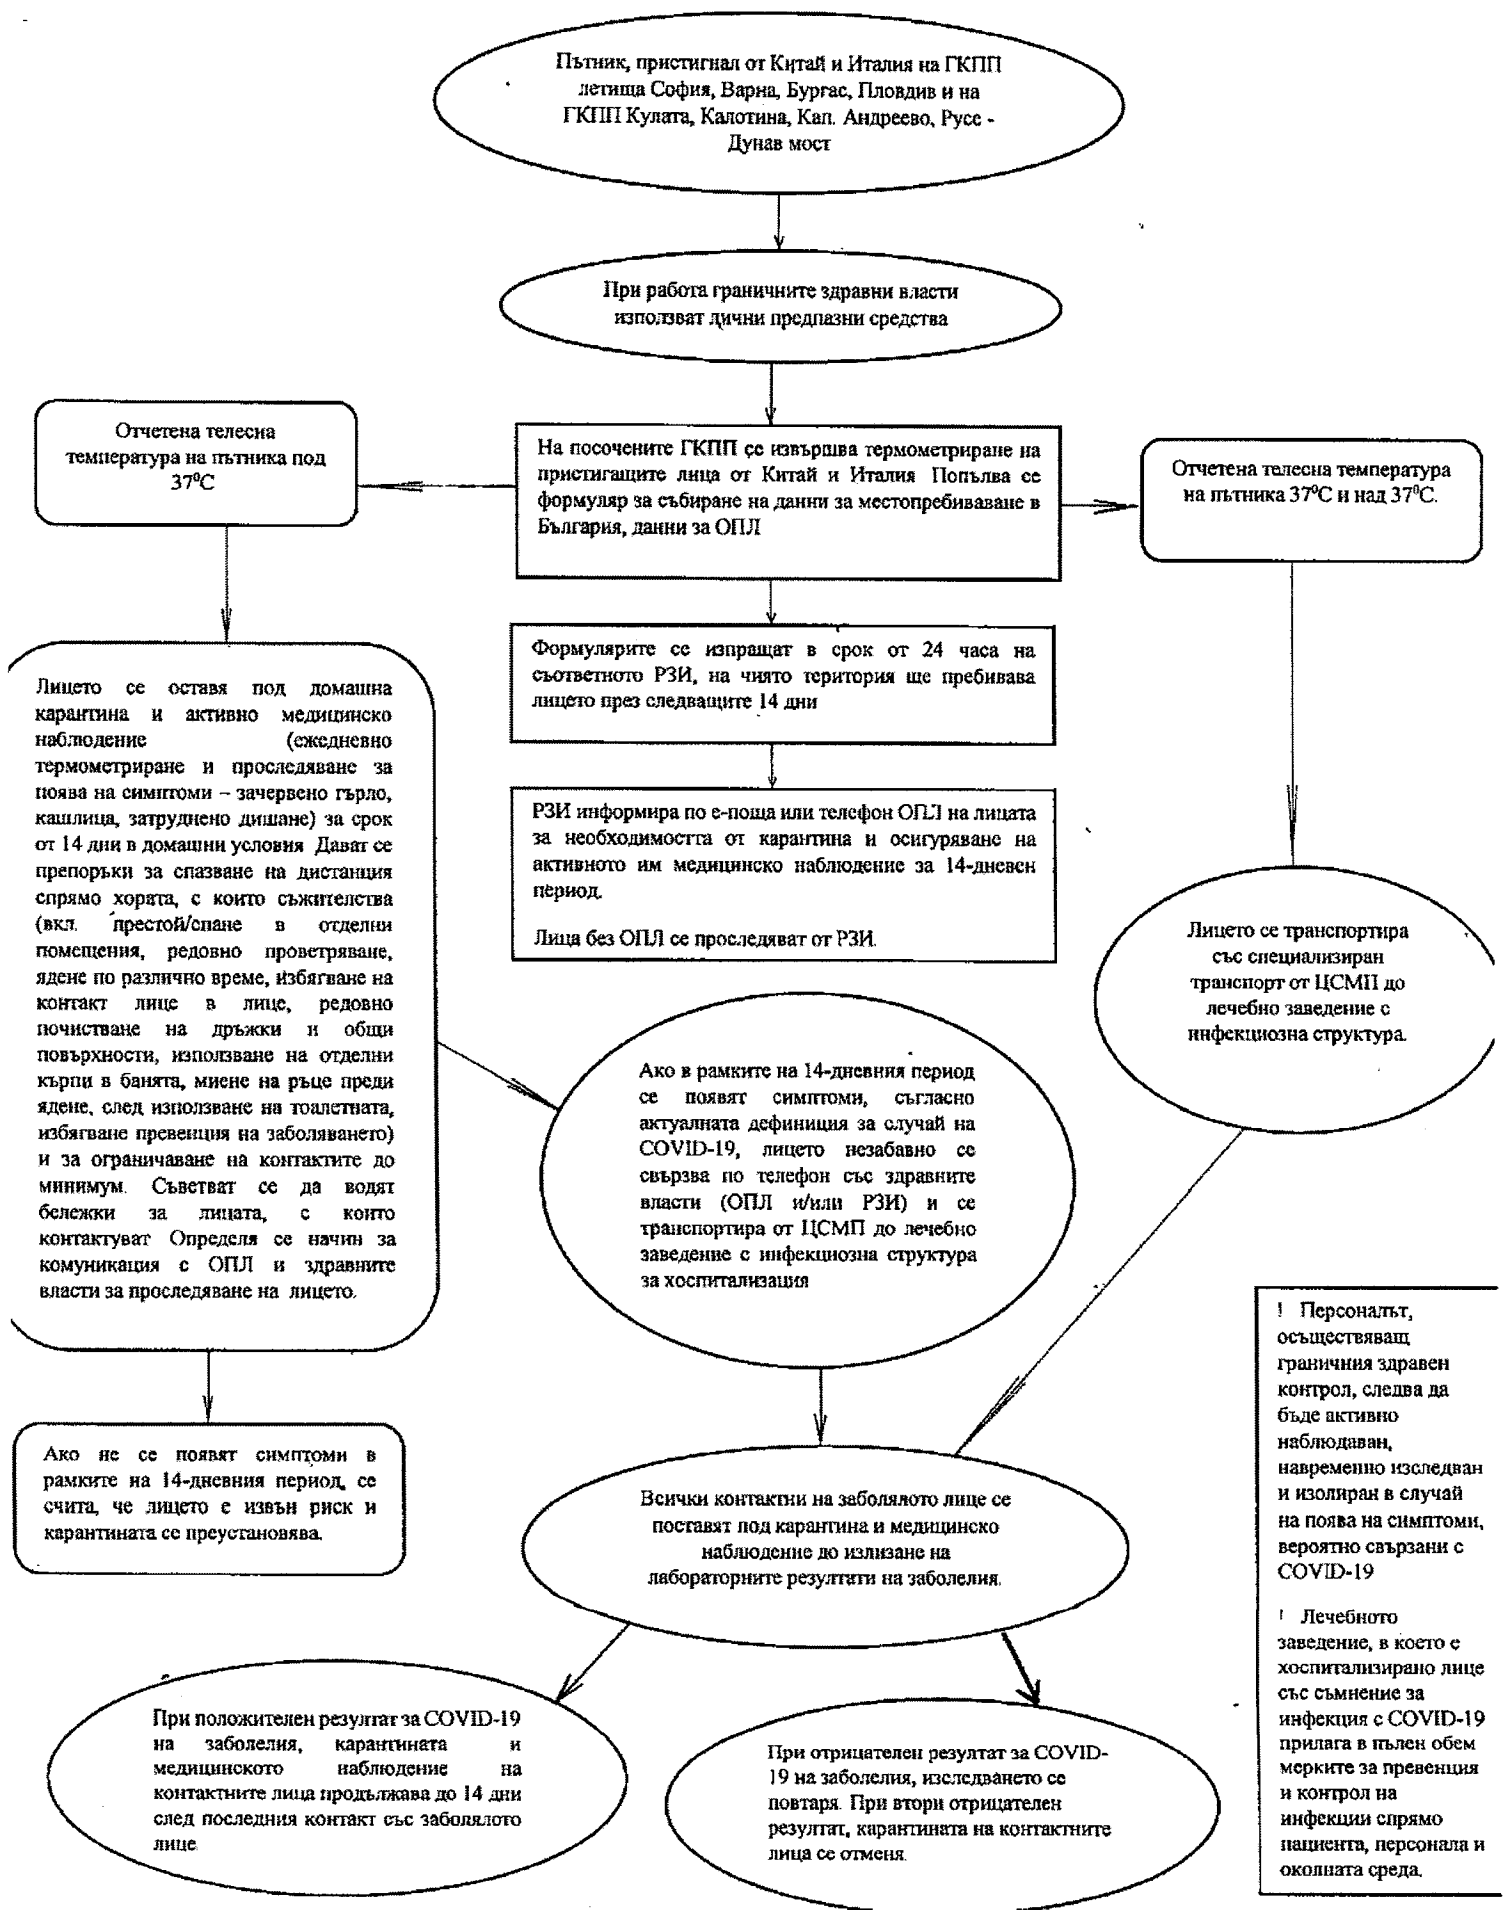 Пътник, пристигнал от Китай и Италия на ГКПП
летища София, Варна, Бургас, Пловдив и на
ГКПП Кулата, Калотина, Кап. Андреево, Русе -
Дунав мост
При работа граничните здравни власти
използват лични предпазни средства
Отчетена телесна
температура на пътника под
37⁰C
На посочените ГКПП се извършва термометриране на
пристигащите лица от Китай и Италия Попълва се
формуляр за събиране на данни за местопребиваване в
България, данни за ОПЛ
Отчетена телесна температура
на пътника 37⁰C и над 37⁰C.
Формулярите се изпращат в срок от 24 часа на
съответното РЗИ, на чиято територия ще пребивава
лицето през следващите 14 дни
РЗИ информира по е-поща или телефон ОПЛ на лицата
за необходимостта от карантина и осигуряване на
активното им медицинско наблюдение за 14-дневен
период.
Лица без ОПЛ се проследяват от РЗИ.
Лицето се оставя под домашна
карантина и активно медицинско
наблюдение (ежедневно
термометриране и проследяване за
поява на симптоми – зачервено гърло,
кашлица, затруднено дишане) за срок
от 14 дни в домашни условия Дават се
препоръки за спазване на дистанция
спрямо хората, с които съжителства
(вкл. престой/спане в отделни
помещения, редовно проветряване,
ядене по различно време, избягване на
контакт лице в лице, редовно
почистване на дръжки и общи
повърхности, използване на отделни
кърпи в банята, миене на ръце преди
ядене, след използване на тоалетната,
избягване превенция на заболяването)
и за ограничаване на контактите до
минимум. Съветват се да водят
бележки за лицата, с които
контактуват Определя се начин за
комуникация с ОПЛ и здравните
власти за проследяване на лицето.
Лицето се транспортира
със специализиран
транспорт от ЦСМП до
лечебно заведение с
инфекциозна структура.
Ако в рамките на 14-дневния период
се появят симптоми, съгласно
актуалната дефиниция за случай на
COVID-19, лицето незабавно се
свързва по телефон със здравните
власти (ОПЛ и/или РЗИ) и се
транспортира от ЦСМП до лечебно
заведение с инфекциозна структура
за хоспитализация
Ако не се появят симптоми в
рамките на 14-дневния период, се
счита, че лицето е извън риск и
карантината се преустановява.
Всички контактни на заболялото лице се
поставят под карантина и медицинско
наблюдение до излизане на
лабораторните резултати на заболелия.
! Персоналът,
осъществяващ
граничния здравен
контрол, следва да
бъде активно
наблюдаван,
навременно изследван
и изолиран в случай
на поява на симптоми,
вероятно свързани с
COVID-19
! Лечебното
заведение, в което е
хоспитализирано лице
със съмнение за
инфекция с COVID-19
прилага в пълен обем
мерките за превенция
и контрол на
инфекции спрямо
пациента, персонала и
околната среда.
При положителен резултат за COVID-19
на заболелия, карантината и
медицинското наблюдение на
контактните лица продължава до 14 дни
след последния контакт със заболялото
лице.
При отрицателен резултат за COVID-
19 на заболелия, изследването се
повтаря. При втори отрицателен
резултат, карантината на контактните
лица се отменя.